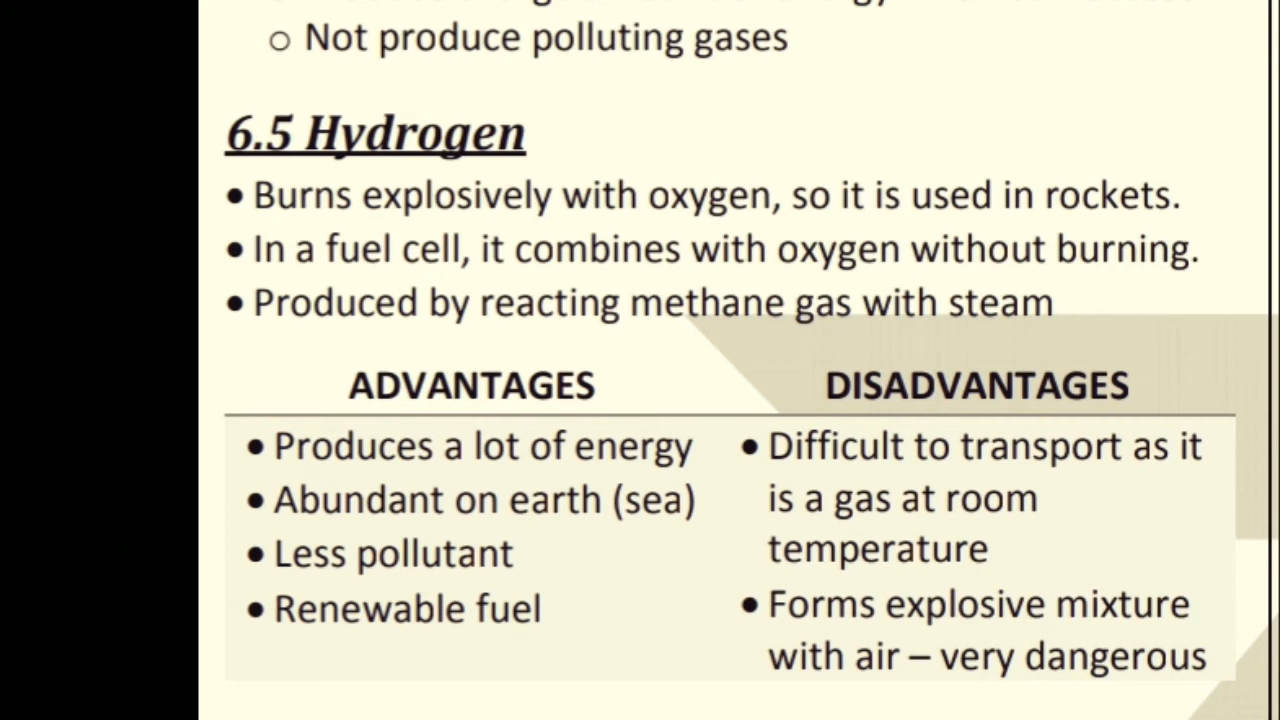 o Not produce polluting gases
6.5 Hydrogen
• Burns explosively with oxygen, so it is used in rockets.
• In a fuel cell, it combines with oxygen without burning.
• Produced by reacting methane gas with steam
ADVANTAGES
• Produces a lot of energy
• Abundant on earth (sea)
• Less pollutant
• Renewable fuel
DISADVANTAGES
• Difficult to transport as it
is a gas at room
temperature
• Forms explosive mixture
with air – very dangerous